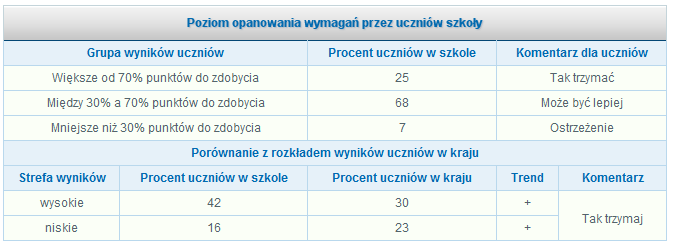 Poziom opanowania wymagań przez uczniów szkoły
Grupa wyników uczniów Procent uczniów w szkole Komentarz dla uczniów
Większe od 70% punktów do zdobycia 25 Tak trzymać
Między 30% a 70% punktów do zdobycia 68 Może być lepiej
Mniejsze niż 30% punktów do zdobycia 7 Ostrzeżenie
Porównanie z rozkładem wyników uczniów w kraju
Strefa wyników Procent uczniów w szkole Procent uczniów w kraju Trend Komentarz
wysokie 42 30 +
Tak trzymaj
niskie 16 23 +